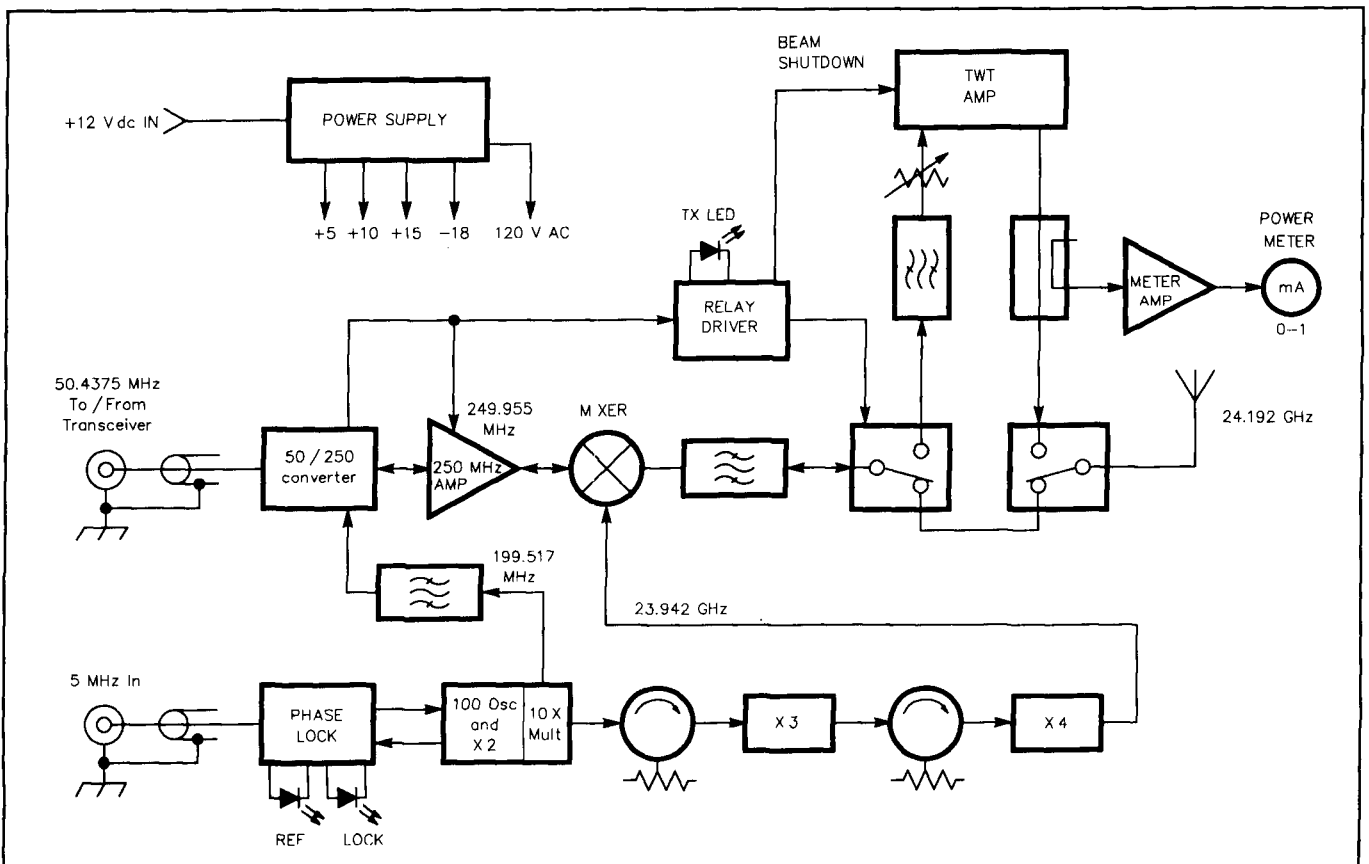 BEAM
SHUTDOWN
TWT
AMP
+12 Vdc IN
POWER SUPPLY
+5 +10 +15 -18 120 V AC
TX LED
POWER
METER
METER
AMP
mA
0-1
RELAY
DRIVER
50.4375 MHz
To/From
Transceiver
249.955
MHz
M XER
24.192 GHz
50/250
converter
250 MHz
AMP
199.517
MHz
23.942 GHz
5 MHz In
PHASE
LOCK
100 Osc
and
X2
10X
Mult
X3
X4
REF LOCK